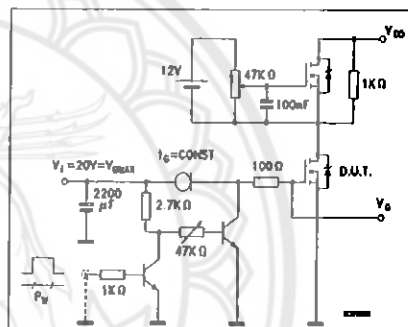 V_DD
12V
47KΩ
1KΩ
100nF
I_G=CONST
V_i=20V=V_GMAX
100Ω
D.U.T.
2200
μF
2.7KΩ
V_G
47KΩ
1KΩ
P_W